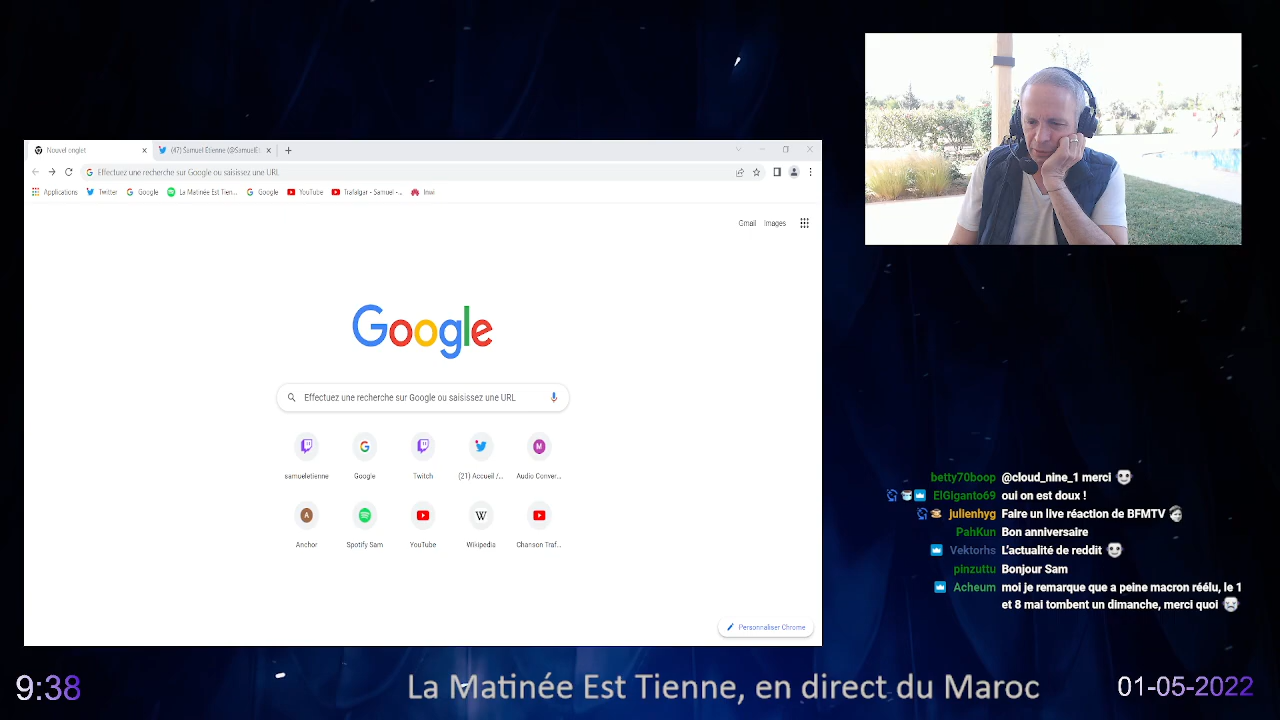 Nouvel onglet
(47) Samuel Etienne (@SamuelE
Effectuez une recherche sur Google ou saisissez une URL
Applications Twitter Google La Matinée Est Tien... Google YouTube Trafalgar - Samuel -... Inwi
Gmail Images
Google
Effectuez une recherche sur Google ou saisissez une URL
samueletienne Google Twitch (21) Accueil /... M Audio Conver...
A Anchor Spotify Sam YouTube W Wikipedia Chanson Traf...
Personnaliser Chrome
betty70boop @cloud_nine_1 merci
ElGiganto69 oui on est doux !
julienhyg Faire un live réaction de BFMTV
PahKun Bon anniversaire
Vektorhs L'actualité de reddit
pinzuttu Bonjour Sam
Acheum moi je remarque que a peine macron réélu, le 1
et 8 mai tombent un dimanche, merci quoi
9:38
La Matinée Est Tienne, en direct du Maroc
01-05-2022